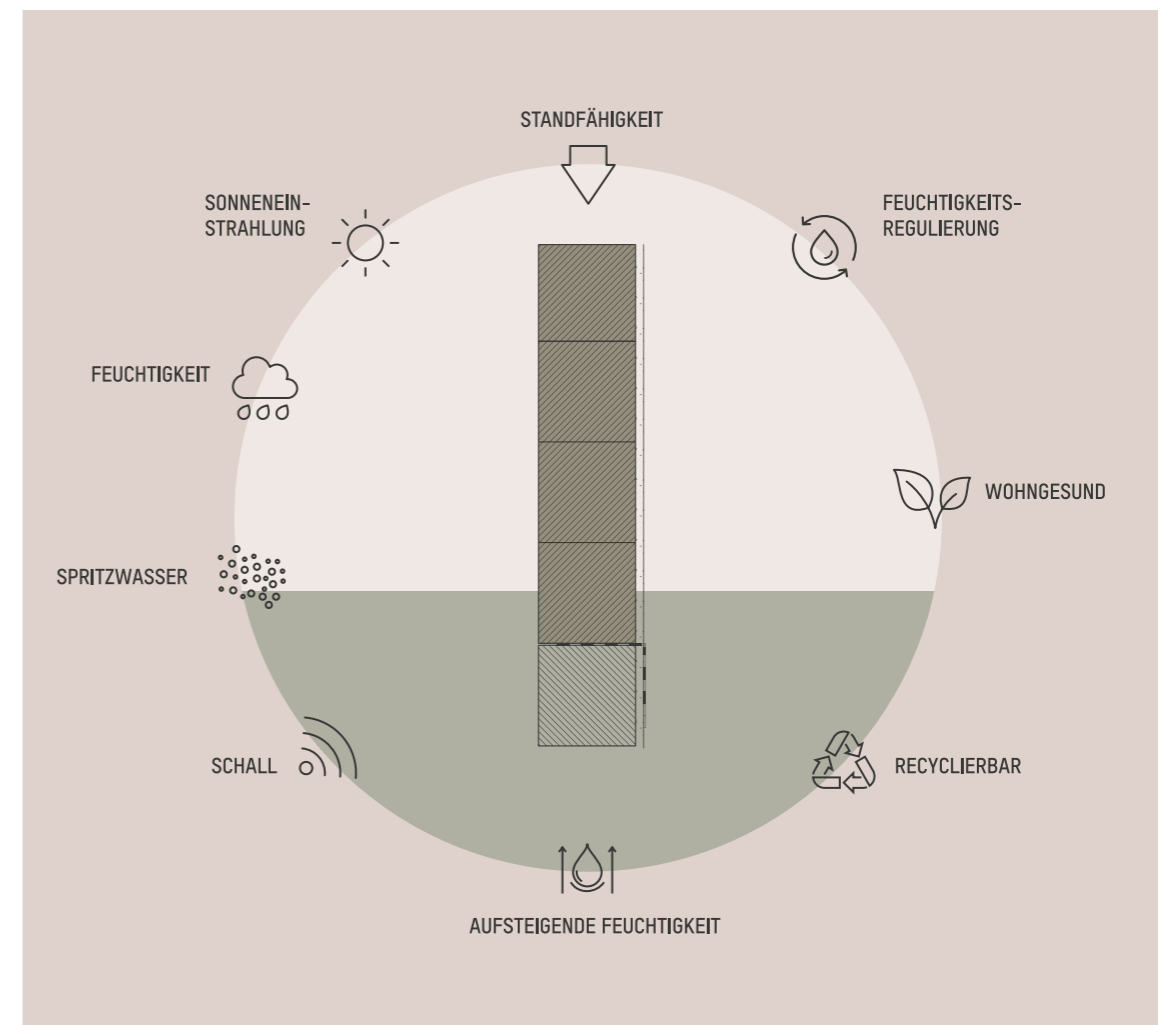 STANDFÄHIGKEIT
SONNENEIN-
STRAHLUNG
FEUCHTIGKEITS-
REGULIERUNG
FEUCHTIGKEIT
WOHNGESUND
SPRITZWASSER
SCHALL
RECYCLIERBAR
AUFSTEIGENDE FEUCHTIGKEIT